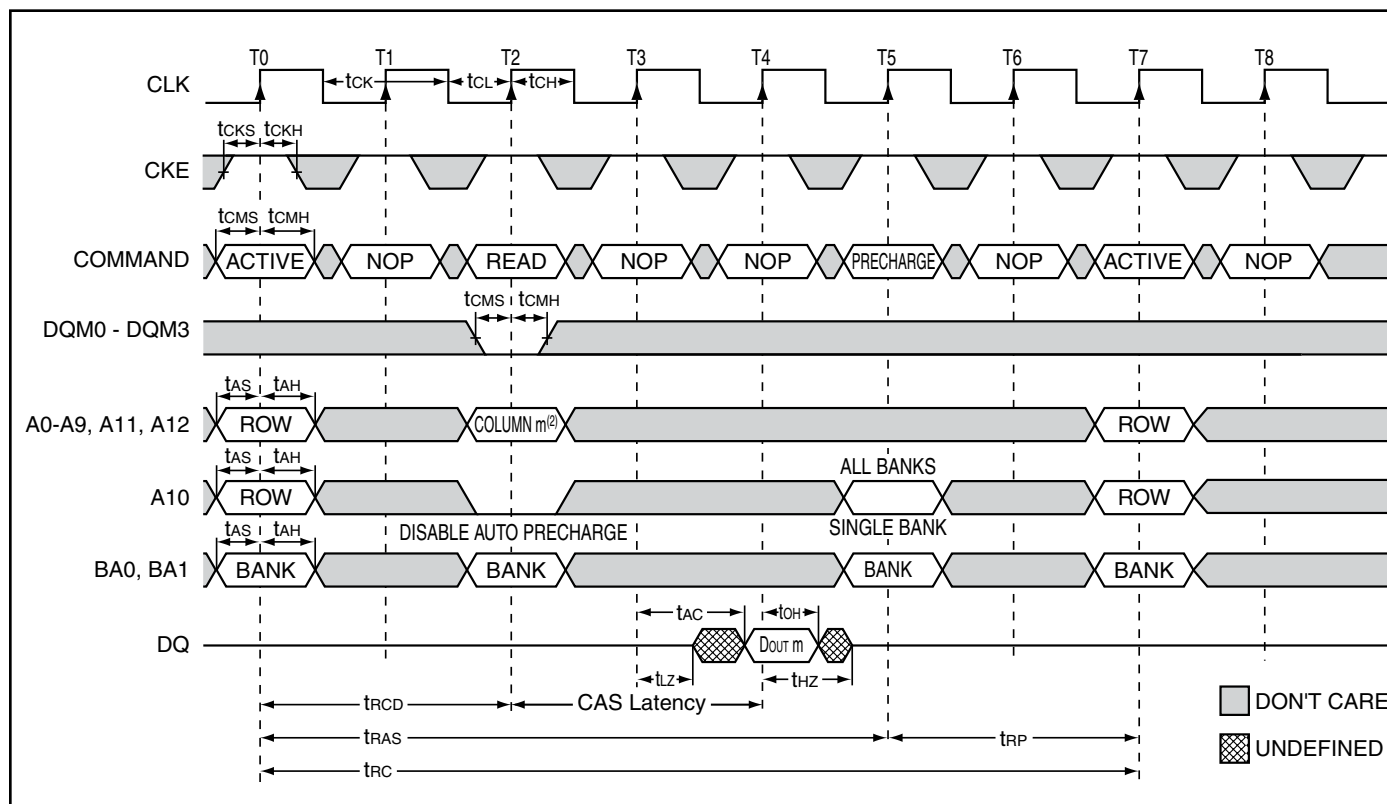 T0 T1 T2 T3 T4 T5 T6 T7 T8
CLK tCK tCL tCH
tCKS tCKH
CKE
tCMS tCMH
COMMAND ACTIVE NOP READ NOP NOP PRECHARGE NOP ACTIVE NOP
tCMS tCMH
DQM0 - DQM3
tAS tAH
A0-A9, A11, A12 ROW COLUMN m(2) ROW
tAS tAH ALL BANKS
A10 ROW ROW
DISABLE AUTO PRECHARGE SINGLE BANK
tAS tAH
BA0, BA1 BANK BANK BANK BANK
tAC tOH
DQ DOUT m
tLZ tHZ
tRCD CAS Latency
DON'T CARE
tRAS tRP
UNDEFINED
tRC